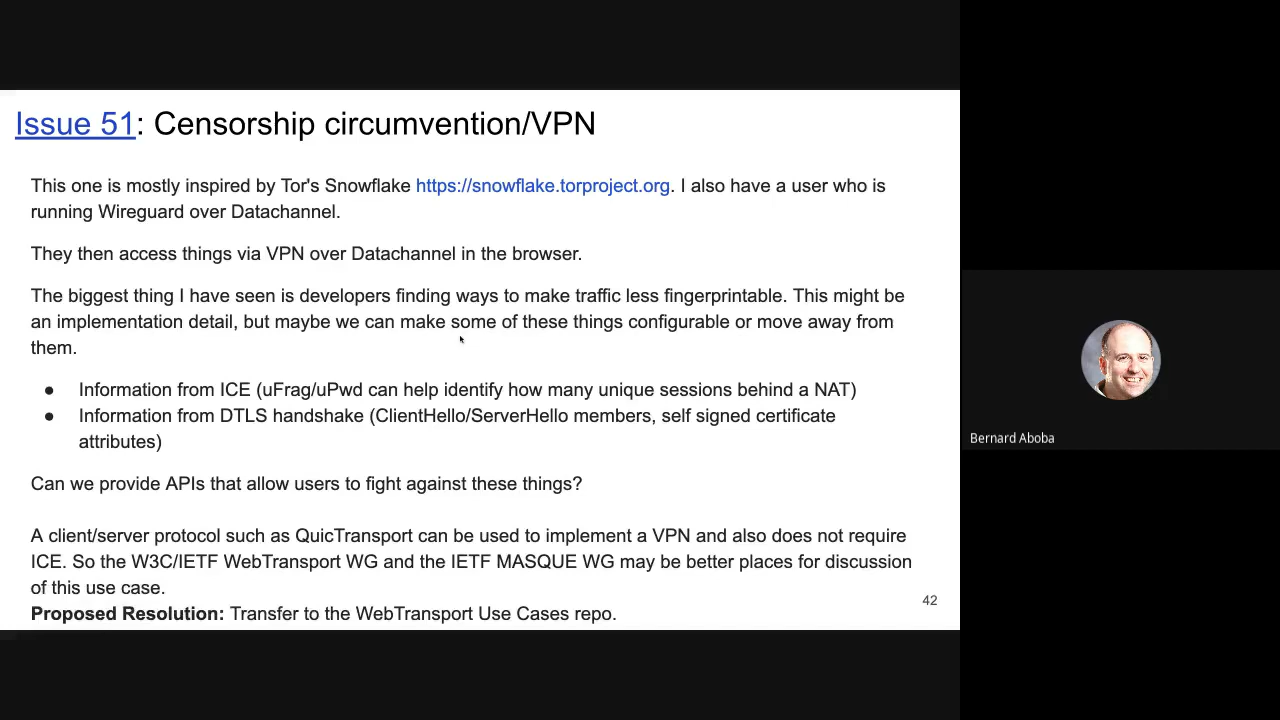 Issue 51: Censorship circumvention/VPN
This one is mostly inspired by Tor's Snowflake https://snowflake.torproject.org. I also have a user who is
running Wireguard over Datachannel.
They then access things via VPN over Datachannel in the browser.
The biggest thing I have seen is developers finding ways to make traffic less fingerprintable. This might be
an implementation detail, but maybe we can make some of these things configurable or move away from
them.
● Information from ICE (uFrag/uPwd can help identify how many unique sessions behind a NAT)
● Information from DTLS handshake (ClientHello/ServerHello members, self signed certificate
attributes)
Can we provide APIs that allow users to fight against these things?
A client/server protocol such as QuicTransport can be used to implement a VPN and also does not require
ICE. So the W3C/IETF WebTransport WG and the IETF MASQUE WG may be better places for discussion
of this use case.
Proposed Resolution: Transfer to the WebTransport Use Cases repo.
42
Bernard Aboba